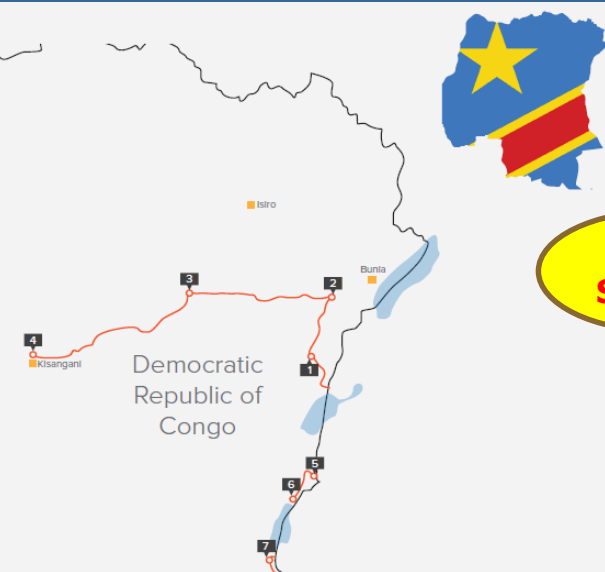 Isiro
Bunia
3
2
4
Kisangani
1
Democratic
Republic of
Congo
5
6
7
S